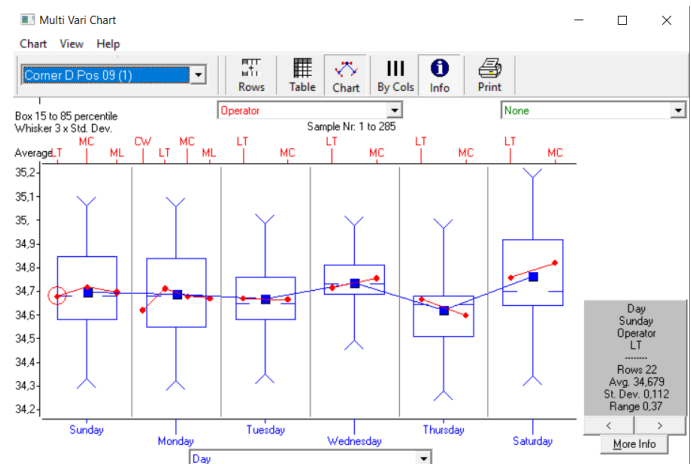 Multi Vari Chart
Chart View Help
Corner D Pos 09 (1)
Rows Table Chart By Cols Info Print
Box 15 to 85 percentile
Whisker 3 x Std. Dev.
Operator
None
Sample Nr: 1 to 285
MC CW MC LT LT LT LT
Average LT ML LT ML MC MC MC MC
35,2
35,1
35,
34,9
34,8
34,7
34,6
34,5
34,4
34,3
34,2
Sunday Monday Tuesday Wednesday Thursday Saturday
Day
Day
Sunday
Operator
LT
--------
Rows 22
Avg. 34,679
St. Dev. 0,112
Range 0,37
< >
More Info